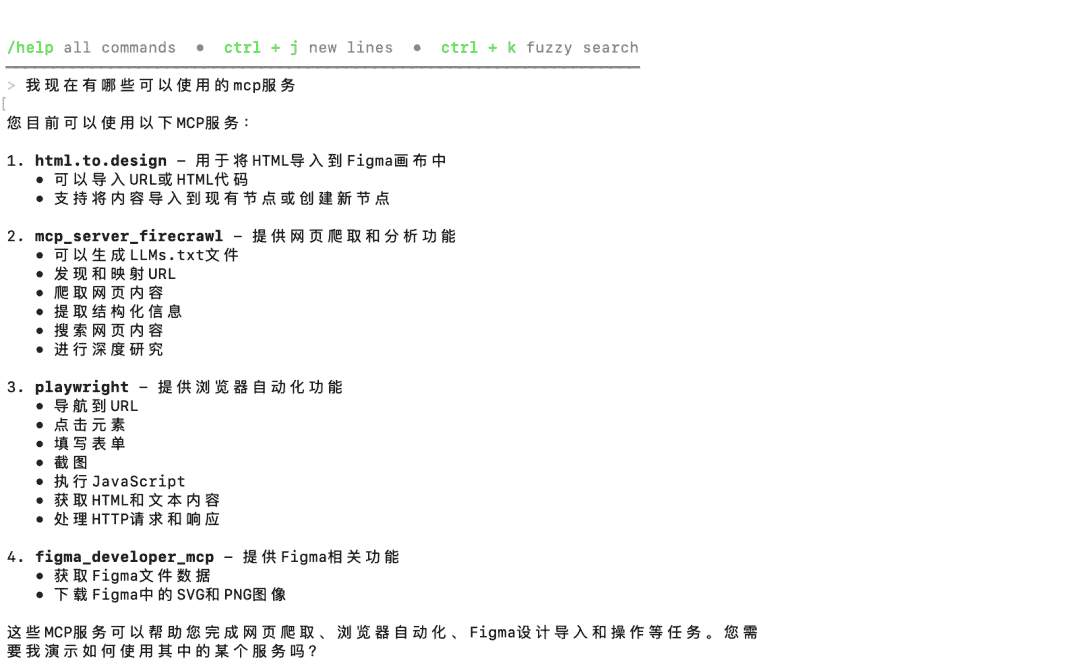 /help all commands • ctrl + j new lines • ctrl + k fuzzy search
> 我现在有哪些可以使用的mcp服务
[
您目前可以使用以下MCP服务：
1. html.to.design – 用于将HTML导入到Figma画布中
• 可以导入URL或HTML代码
• 支持将内容导入到现有节点或创建新节点
2. mcp_server_firecrawl – 提供网页爬取和分析功能
• 可以生成LLMs.txt文件
• 发现和映射URL
• 爬取网页内容
• 提取结构化信息
• 搜索网页内容
• 进行深度研究
3. playwright – 提供浏览器自动化功能
• 导航到URL
• 点击元素
• 填写表单
• 截图
• 执行JavaScript
• 获取HTML和文本内容
• 处理HTTP请求和响应
4. figma_developer_mcp – 提供Figma相关功能
• 获取Figma文件数据
• 下载Figma中的SVG和PNG图像
这些MCP服务可以帮助您完成网页爬取、浏览器自动化、Figma设计导入和操作等任务。您需
要我演示如何使用其中的某个服务吗？